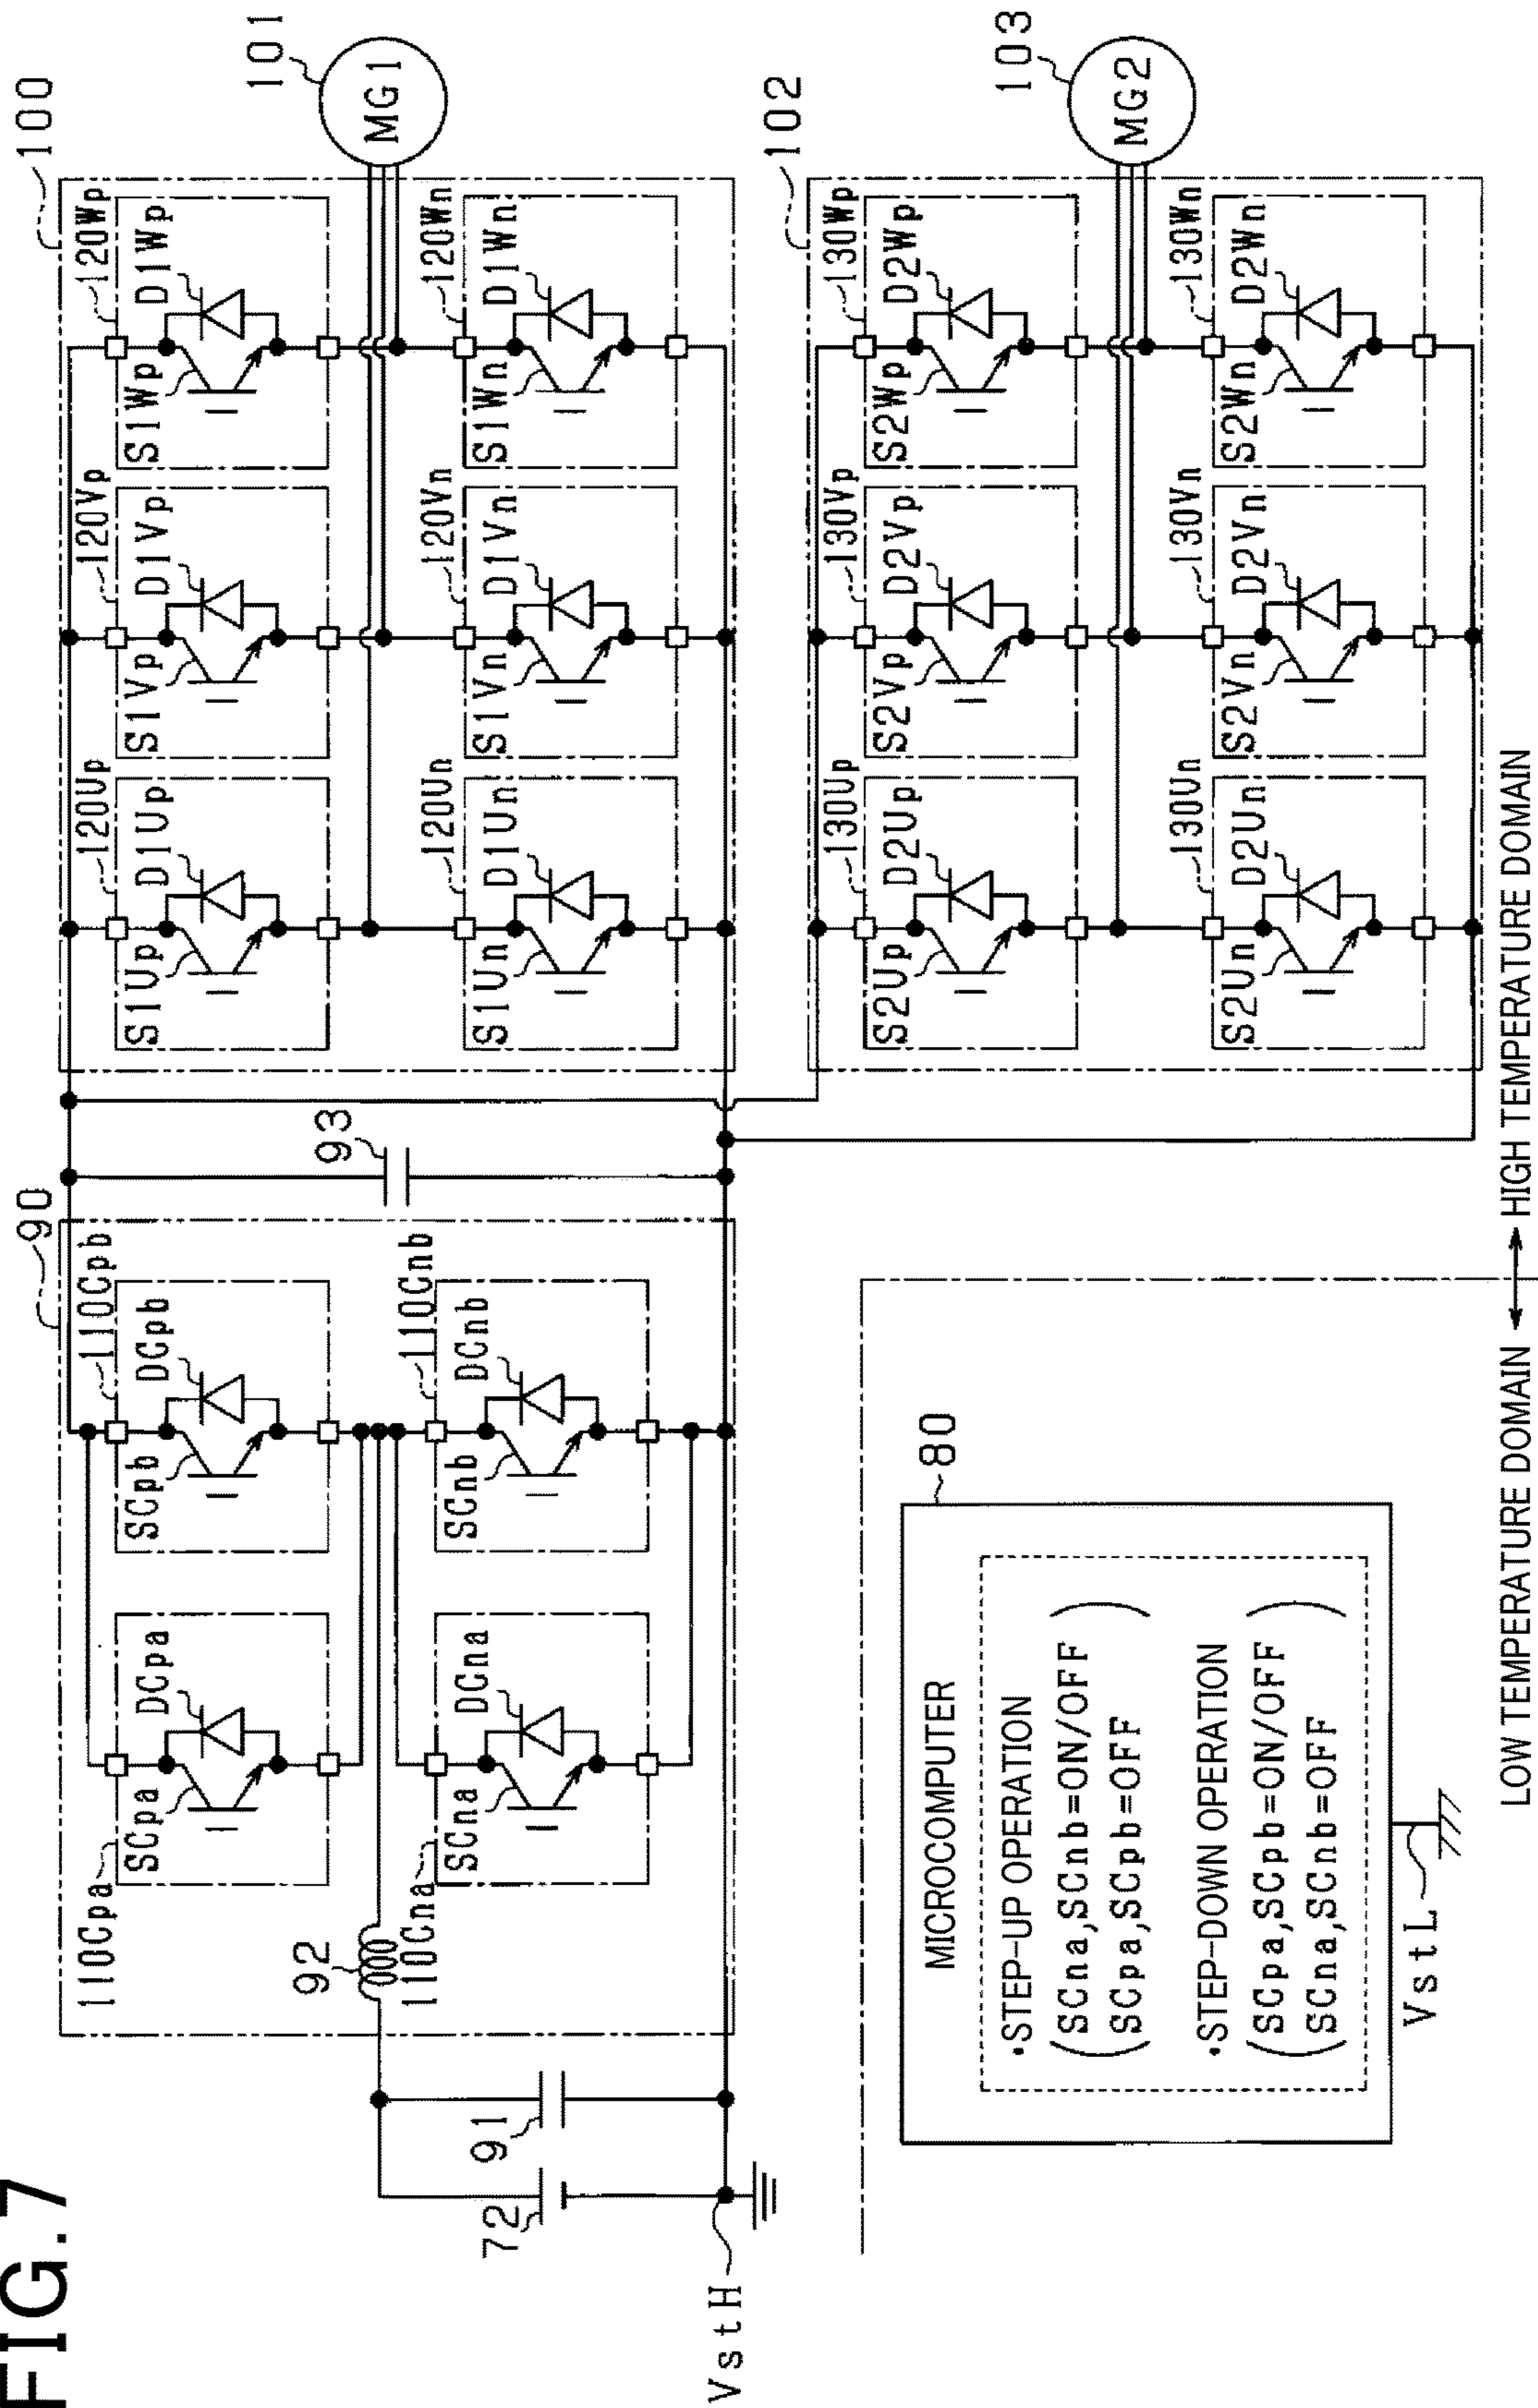 FIG.7
90
100
101
MG1
110Cpa
SCpa
DCpa
110Cpb
SCpb
DCpb
110Cna
SCna
DCna
110Cnb
SCnb
DCnb
92
91
72
93
VstH
120Up
S1Up
D1Up
120Vp
S1Vp
D1Vp
120Wp
S1Wp
D1Wp
120Un
S1Un
D1Un
120Vn
S1Vn
D1Vn
120Wn
S1Wn
D1Wn
102
103
MG2
130Up
S2Up
D2Up
130Vp
S2Vp
D2Vp
130Wp
S2Wp
D2Wp
130Un
S2Un
D2Un
130Vn
S2Vn
D2Vn
130Wn
S2Wn
D2Wn
80
MICROCOMPUTER
•STEP-UP OPERATION
(SCna,SCnb=ON/OFF
SCpa,SCpb=OFF)
•STEP-DOWN OPERATION
(SCpa,SCpb=ON/OFF
SCna,SCnb=OFF)
VstL
LOW TEMPERATURE DOMAIN ↔ HIGH TEMPERATURE DOMAIN